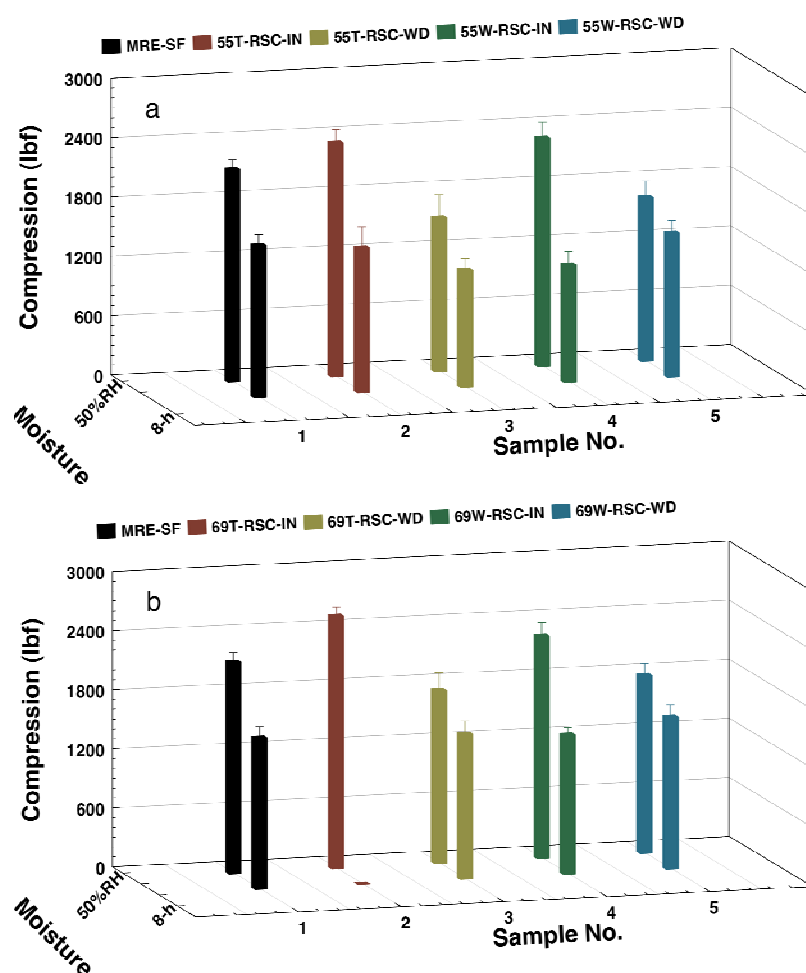 MRE-SF 55T-RSC-IN 55T-RSC-WD 55W-RSC-IN 55W-RSC-WD
a
Compression (lbf)
3000
2400
1800
1200
600
0
50%RH
8-h
Moisture
1
2
3
4
5
Sample No.
MRE-SF 69T-RSC-IN 69T-RSC-WD 69W-RSC-IN 69W-RSC-WD
b
Compression (lbf)
3000
2400
1800
1200
600
0
50%RH
8-h
Moisture
1
2
3
4
5
Sample No.